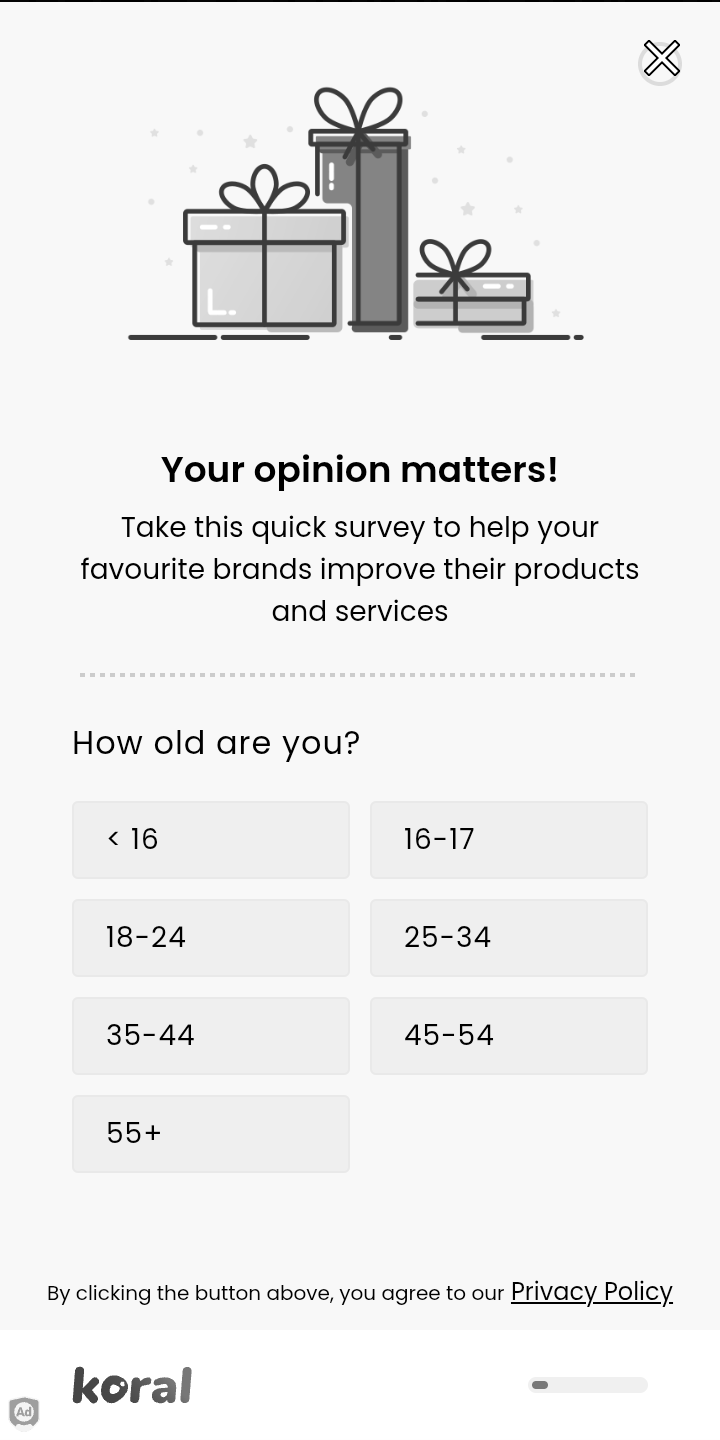 Your opinion matters!
Take this quick survey to help your
favourite brands improve their products
and services
How old are you?
< 16
16-17
18-24
25-34
35-44
45-54
55+
By clicking the button above, you agree to our Privacy Policy
koral
Ad